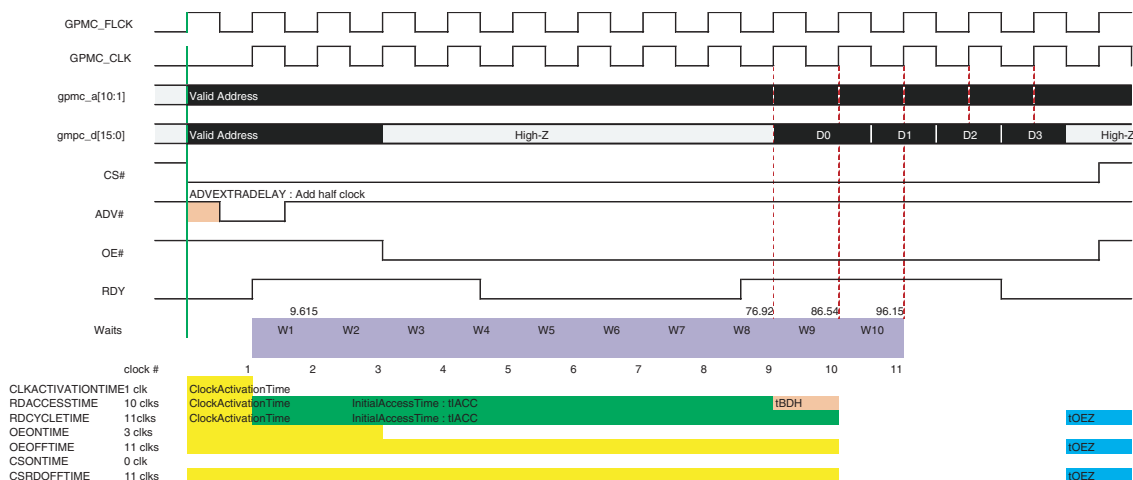 GPMC_FLCK
GPMC_CLK
gpmc_a[10:1] Valid Address
gmpc_d[15:0] Valid Address High-Z D0 D1 D2 D3 High-Z
CS#
ADVEXTRADELAY : Add half clock
ADV#
OE#
RDY
9.615 76.92 86.54 96.15
Waits W1 W2 W3 W4 W5 W6 W7 W8 W9 W10
clock # 1 2 3 4 5 6 7 8 9 10 11
CLKACTIVATIONTIME 1 clk ClockActivationTime
RDACCESSTIME 10 clks ClockActivationTime InitialAccessTime : tIACC tBDH
RDCYCLETIME 11clks ClockActivationTime InitialAccessTime : tIACC tOEZ
OEONTIME 3 clks
OEOFFTIME 11 clks tOEZ
CSONTIME 0 clk
CSRDOFFTIME 11 clks tOEZ